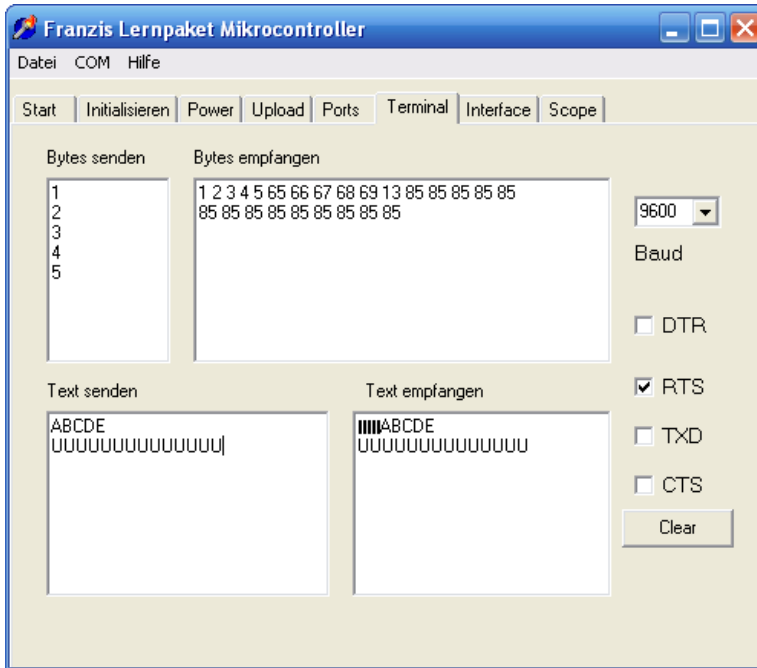 Franzis Lernpaket Mikrocontroller
Datei COM Hilfe
Start Initialisieren Power Upload Ports Terminal Interface Scope
Bytes senden
1
2
3
4
5
Bytes empfangen
1 2 3 4 5 65 66 67 68 69 13 85 85 85 85 85
85 85 85 85 85 85 85 85 85
9600
Baud
DTR
RTS
TXD
CTS
Clear
Text senden
ABCDE
UUUUUUUUUUUUUU
Text empfangen
ABCDE
UUUUUUUUUUUUUU